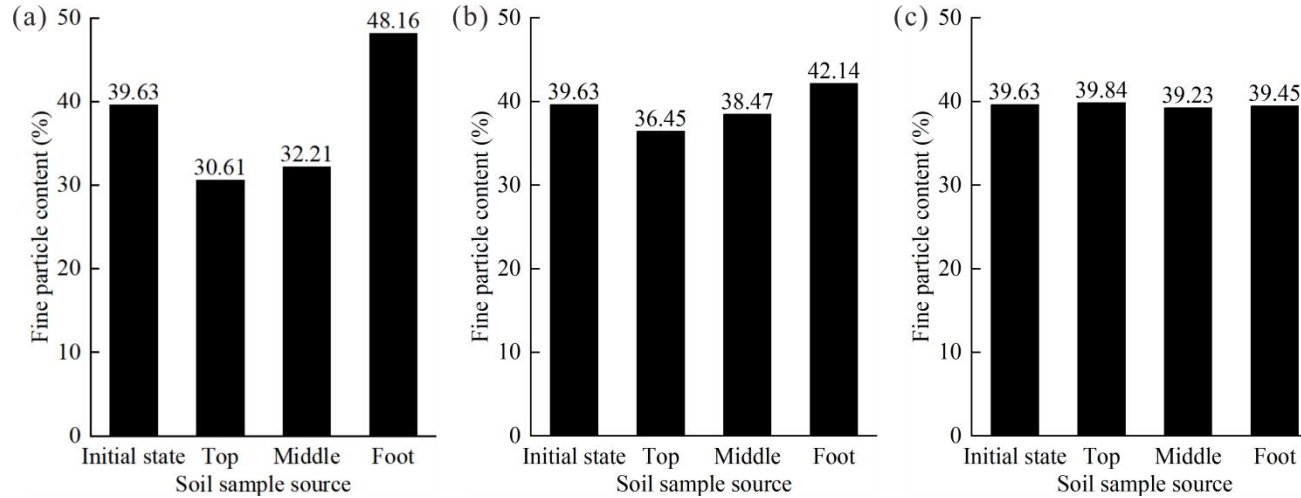 (a)
50
40
30
20
10
0
Fine particle content (%)
39.63
30.61
32.21
48.16
Initial state Top Middle Foot
Soil sample source
(b)
50
40
30
20
10
0
Fine particle content (%)
39.63
36.45
38.47
42.14
Initial state Top Middle Foot
Soil sample source
(c)
50
40
30
20
10
0
Fine particle content (%)
39.63
39.84
39.23
39.45
Initial state Top Middle Foot
Soil sample source